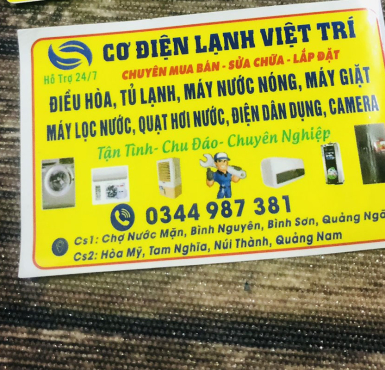 CƠ ĐIỆN LẠNH VIỆT TRÍ
Hỗ Trợ 24/7
CHUYÊN MUA BÁN - SỬA CHỮA - LẮP ĐẶT
ĐIỀU HÒA, TỦ LẠNH, MÁY NƯỚC NÓNG, MÁY GIẶT
MÁY LỌC NƯỚC, QUẠT HƠI NƯỚC, ĐIỆN DÂN DỤNG, CAMERA
Tận Tình- Chu Đáo- Chuyên Nghiệp
0344 987 381
Cs1: Chợ Nước Mặn, Bình Nguyên, Bình Sơn, Quảng Ngã
Cs2: Hòa Mỹ, Tam Nghĩa, Núi Thành, Quảng Nam